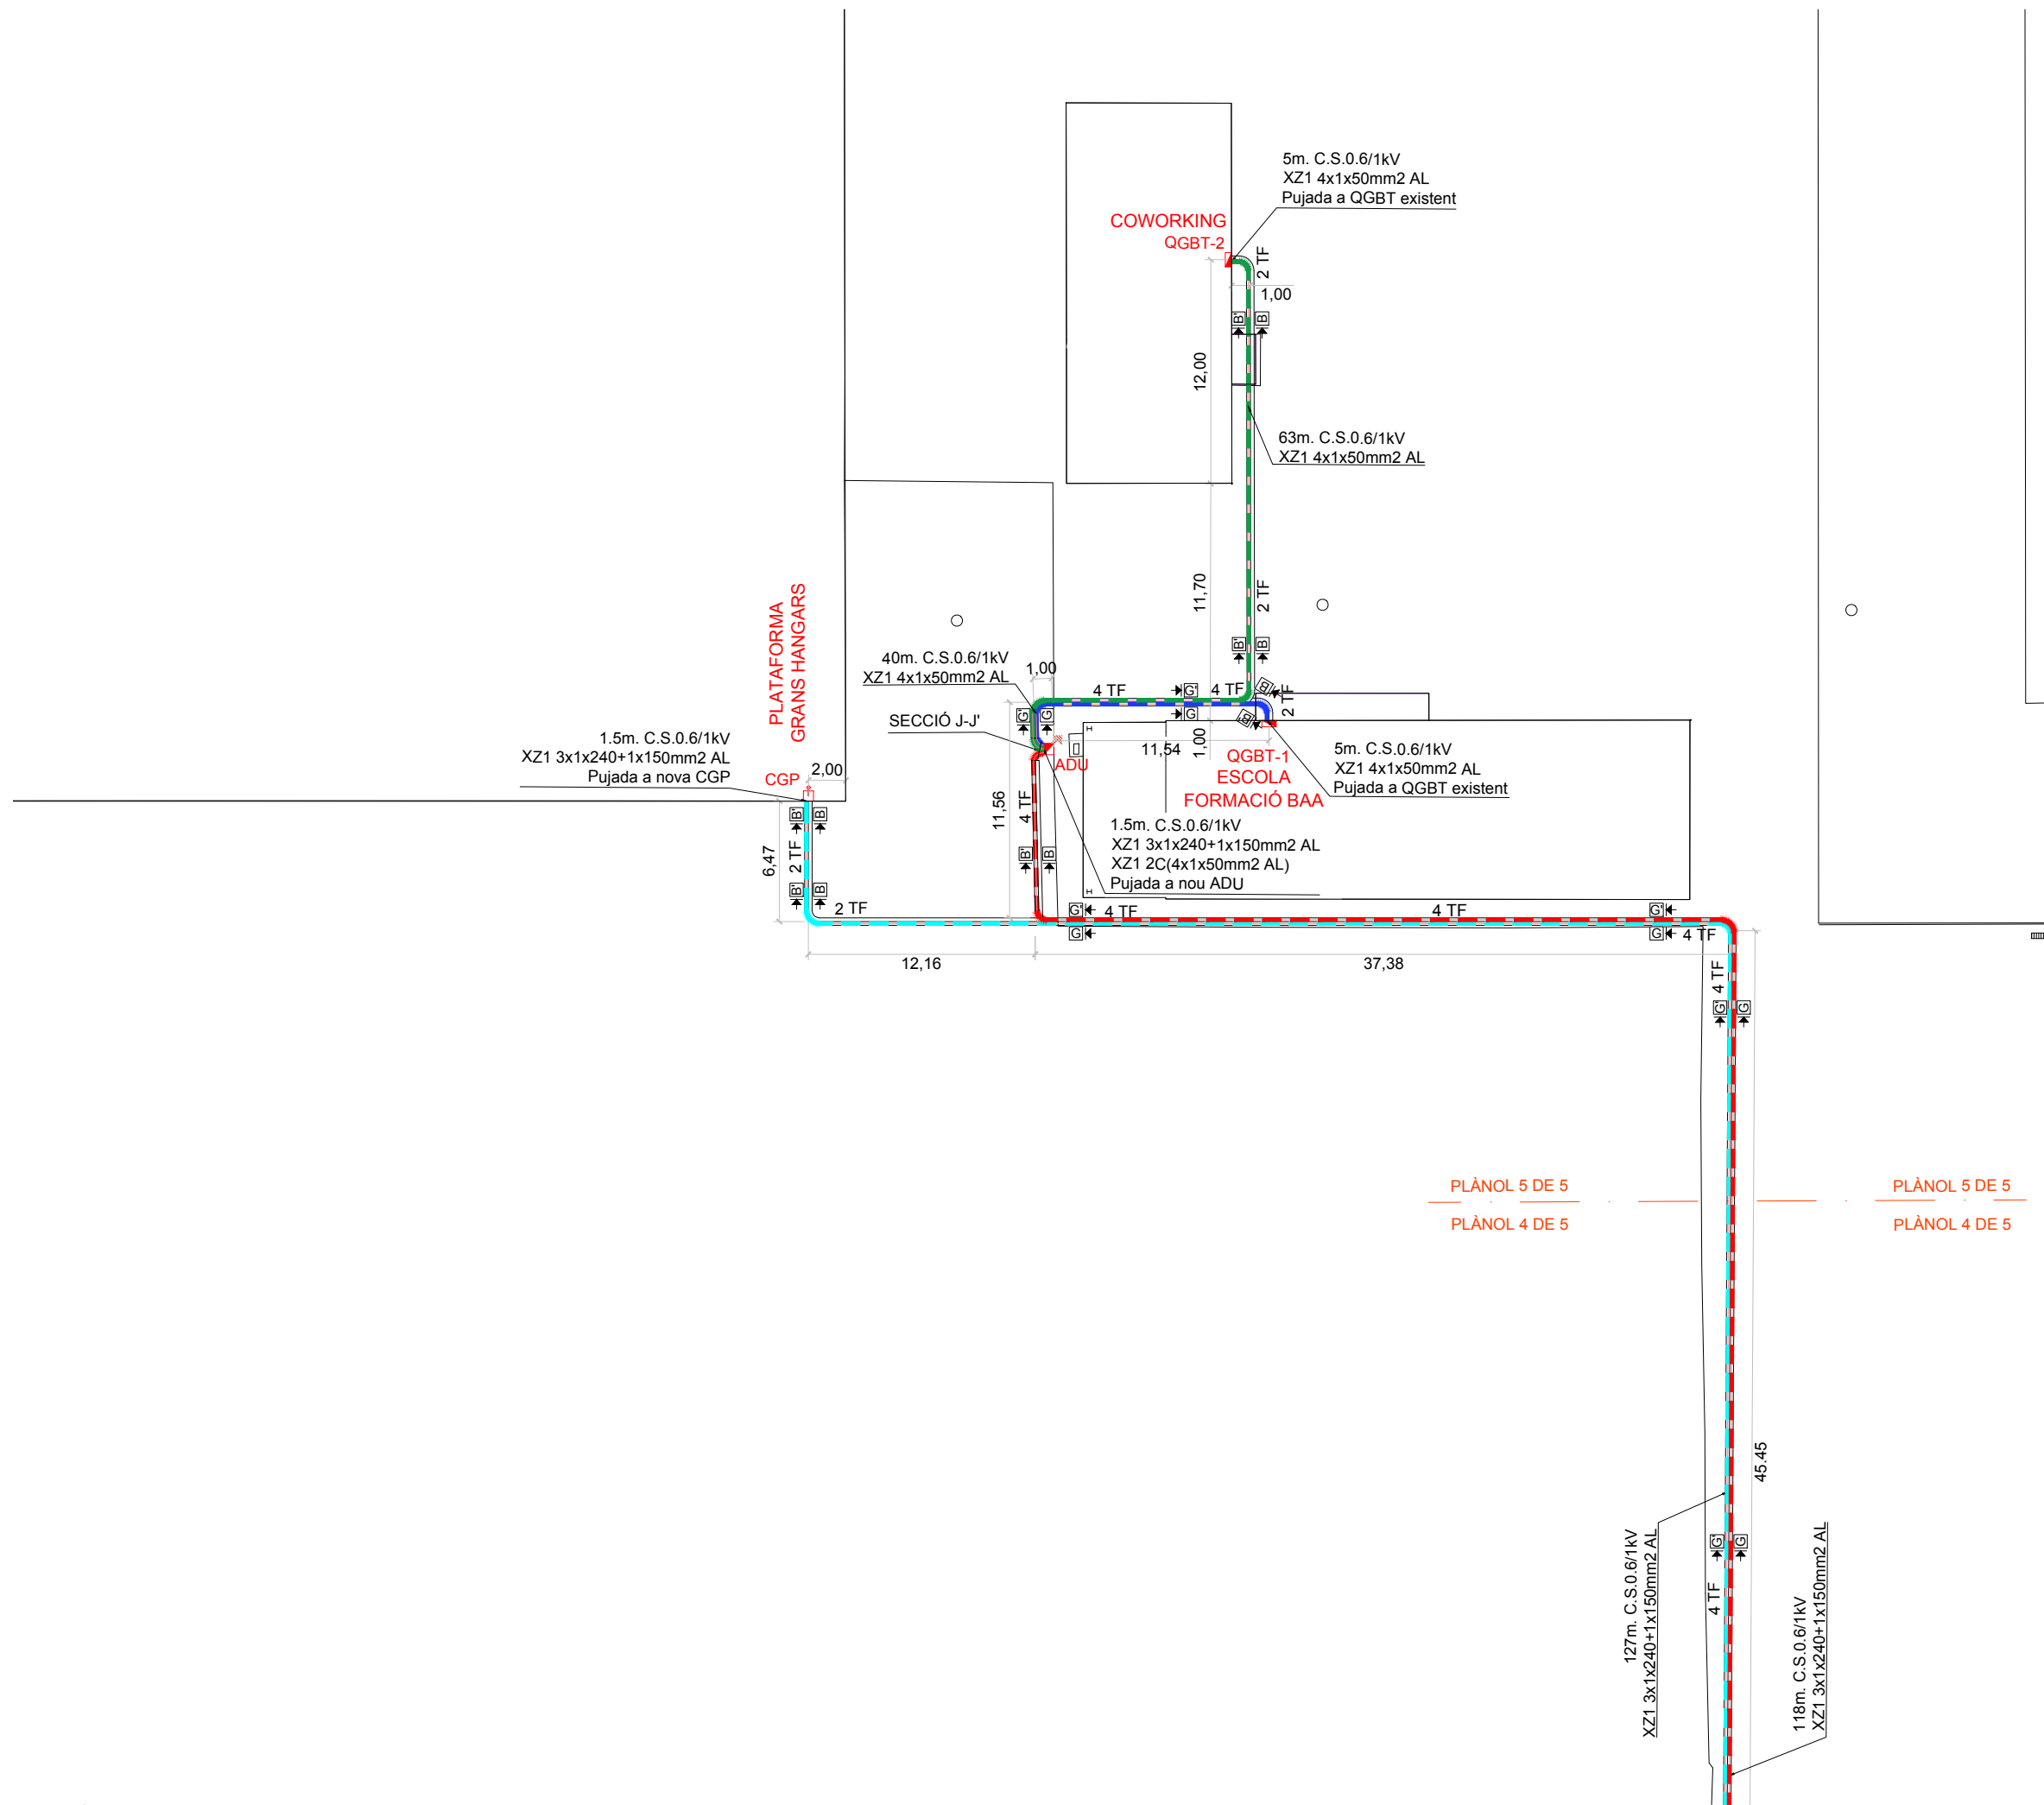 5m. C.S.0.6/1kV
XZ1 4x1x50mm2 AL
Pujada a QGBT existent
COWORKING
QGBT-2
2 TF
1,00
B'
B
12,00
63m. C.S.0.6/1kV
XZ1 4x1x50mm2 AL
11,70
2 TF
B'
B
PLATAFORMA
GRANS HANGARS
40m. C.S.0.6/1kV
XZ1 4x1x50mm2 AL
1,00
4 TF
G'
4 TF
B
2 TF
G'
G
G
B'
SECCIÓ J-J'
1,00
11,54
ADU
QGBT-1
ESCOLA
FORMACIÓ BAA
5m. C.S.0.6/1kV
XZ1 4x1x50mm2 AL
Pujada a QGBT existent
1.5m. C.S.0.6/1kV
XZ1 3x1x240+1x150mm2 AL
Pujada a nova CGP
CGP
2,00
11,56
4 TF
1.5m. C.S.0.6/1kV
XZ1 3x1x240+1x150mm2 AL
XZ1 2C(4x1x50mm2 AL)
Pujada a nou ADU
B'
B
6,47
2 TF
B'
B
B'
B
2 TF
G'
4 TF
4 TF
G'
G
G
4 TF
12,16
37,38
4 TF
G'
G
PLÀNOL 5 DE 5
PLÀNOL 5 DE 5
PLÀNOL 4 DE 5
PLÀNOL 4 DE 5
45.45
G'
G
4 TF
127m. C.S.0.6/1kV
XZ1 3x1x240+1x150mm2 AL
118m. C.S.0.6/1kV
XZ1 3x1x240+1x150mm2 AL